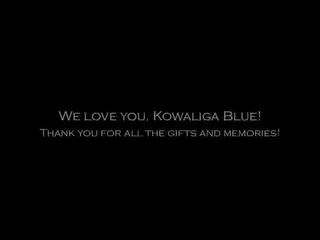 We love you, Kowaliga Blue!
Thank you for all the gifts and memories!